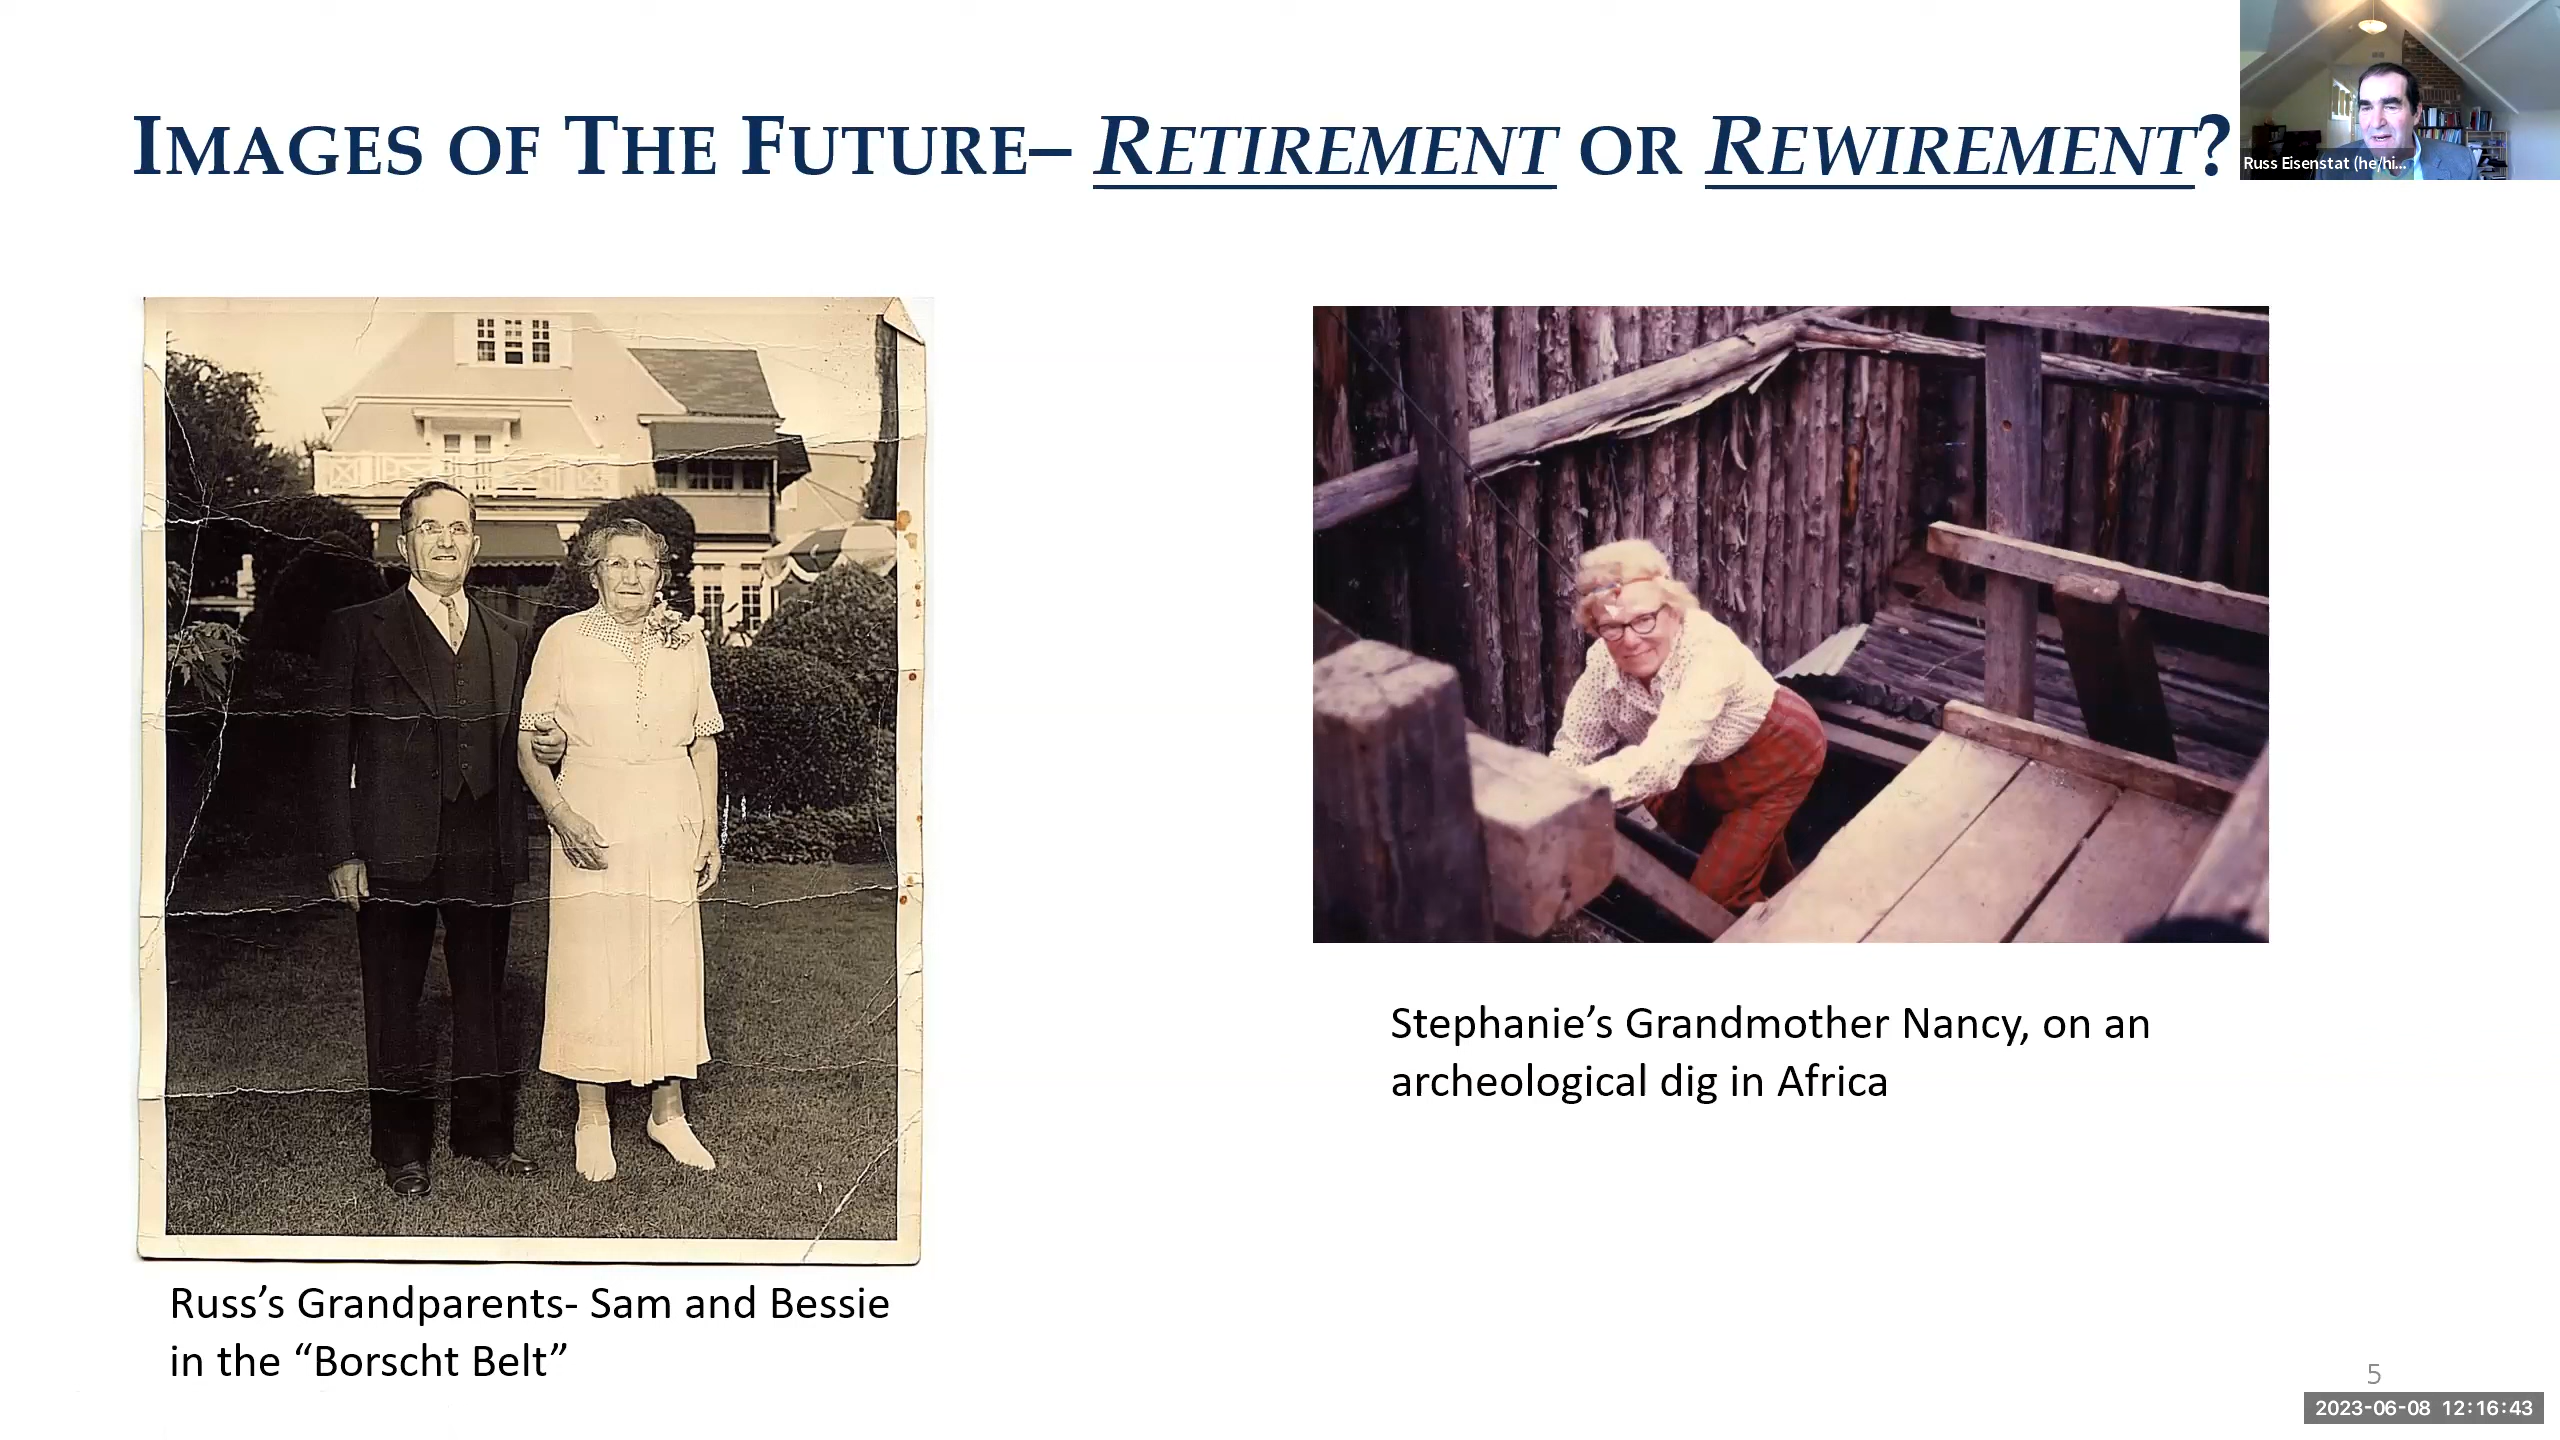 IMAGES OF THE FUTURE– RETIREMENT OR REWIREMENT?
Russ Eisenstat (he/hi...
Stephanie’s Grandmother Nancy, on an
archeological dig in Africa
Russ’s Grandparents- Sam and Bessie
in the “Borscht Belt”
5
2023-06-08 12:16:43